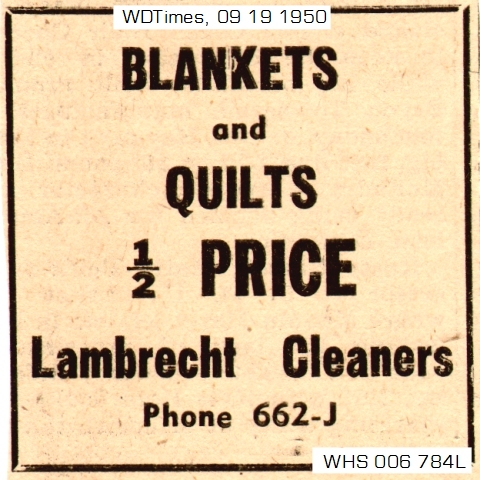 WDTimes, 09 19 1950
BLANKETS
and
QUILTS
1/2 PRICE
Lambrecht Cleaners
Phone 662-J
WHS 006 784L